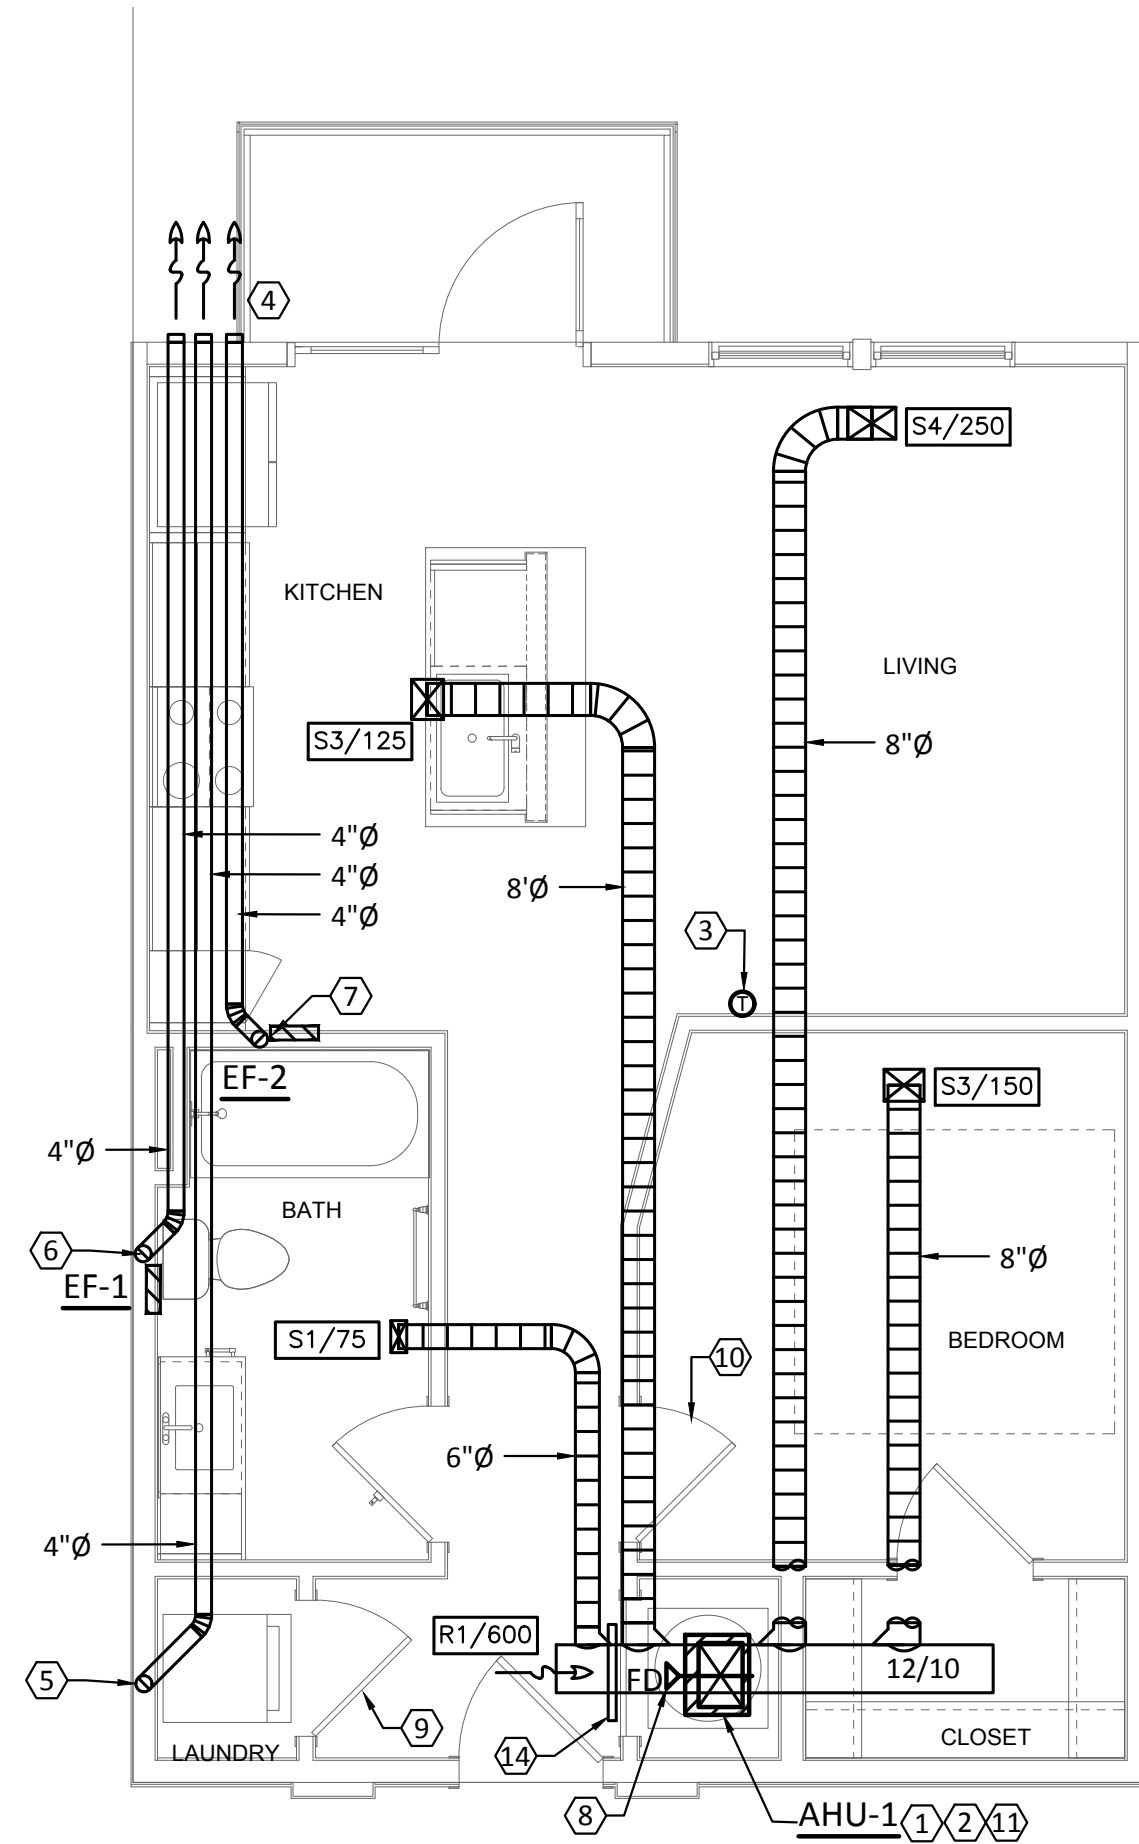 4
S4/250
KITCHEN
LIVING
S3/125
8"Ø
4"Ø
4"Ø
8'Ø
4"Ø
3
7
T
EF-2
S3/150
4"Ø
BATH
6
8"Ø
EF-1
S1/75
BEDROOM
10
6"Ø
4"Ø
R1/600
FD
12/10
5
9
CLOSET
LAUNDRY
14
8
AHU-1 1 2 11